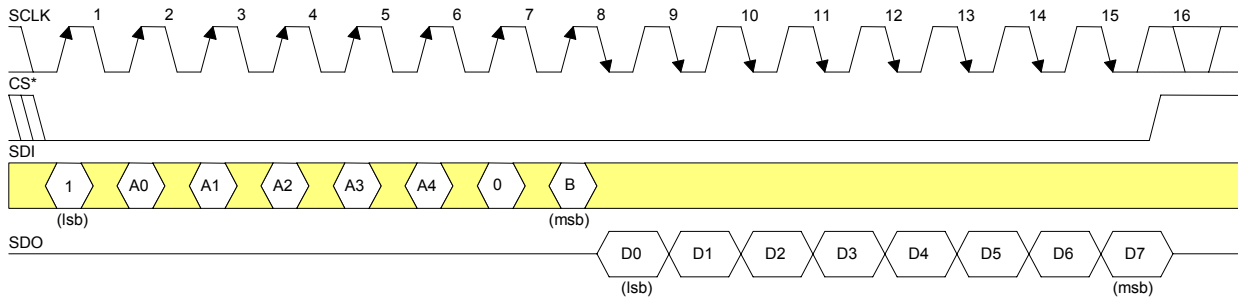 SCLK 1 2 3 4 5 6 7 8 9 10 11 12 13 14 15 16
CS*
SDI
1 A0 A1 A2 A3 A4 0 B
(lsb) (msb)
SDO
D0 D1 D2 D3 D4 D5 D6 D7
(lsb) (msb)